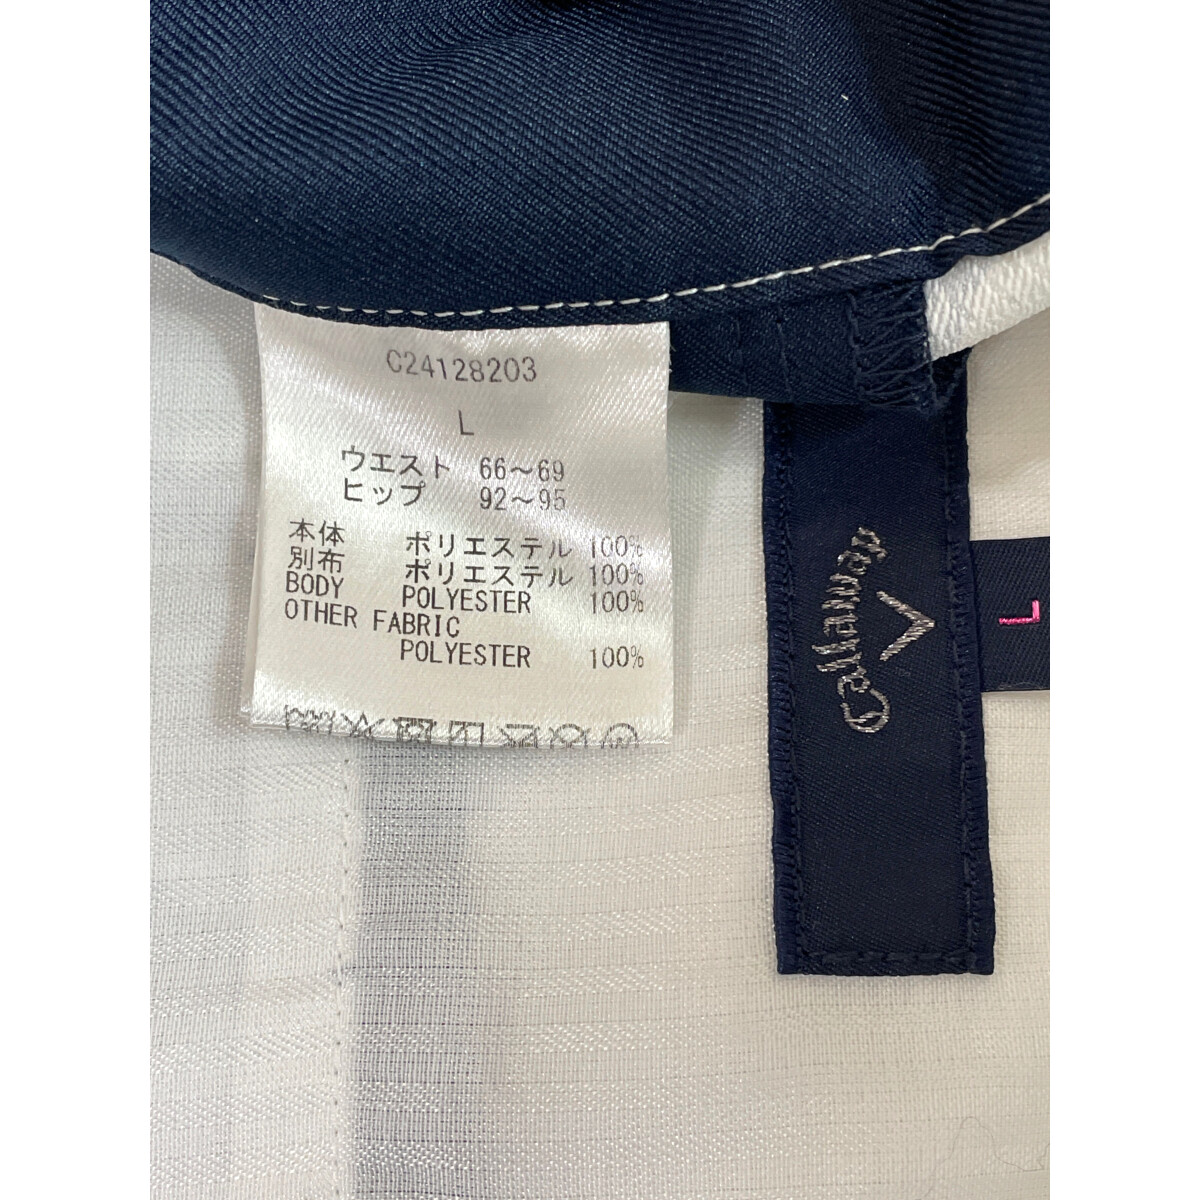 C24128203
L
ウエスト 66～69
ヒップ 92～95
本体 ポリエステル 100%
別布 ポリエステル 100%
BODY POLYESTER 100%
OTHER FABRIC
POLYESTER 100%
Callaway
L